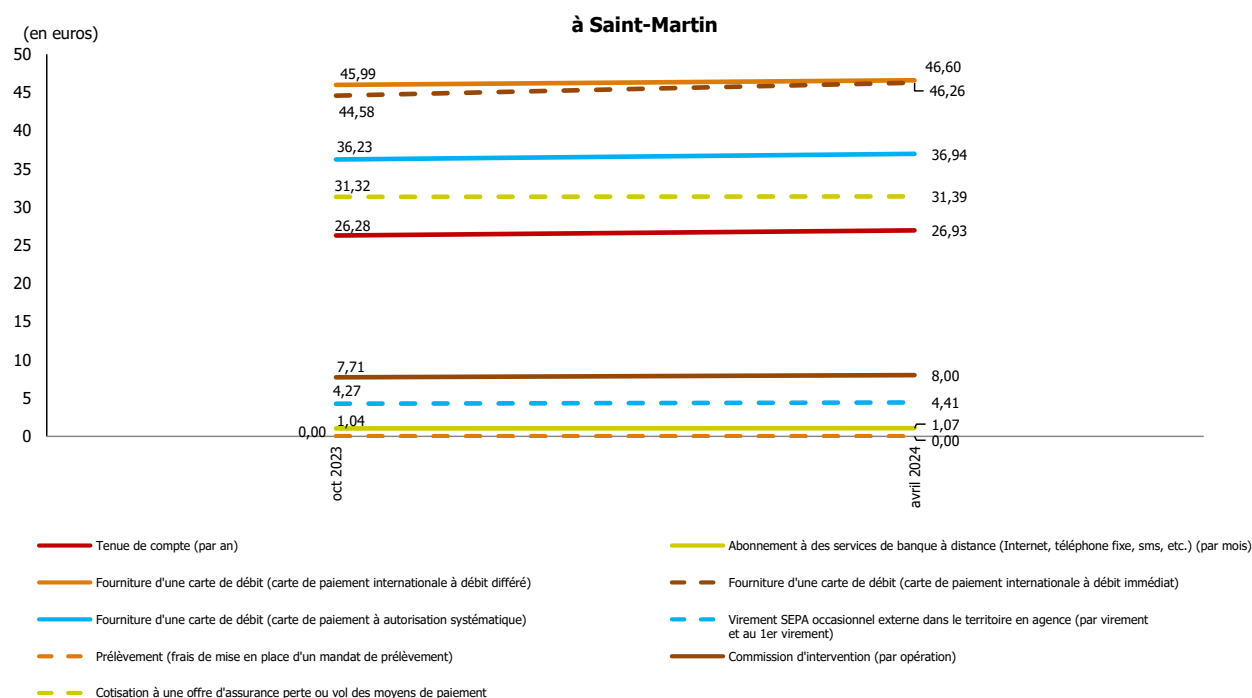 à Saint-Martin
(en euros)
50
45
40
35
30
25
20
15
10
5
0
45,99
46,60
44,58
46,26
36,23
36,94
31,32
31,39
26,28
26,93
7,71
8,00
4,27
4,41
1,04
1,07
0,00
0,00
oct 2023
avril 2024
Tenue de compte (par an)
Abonnement à des services de banque à distance (Internet, téléphone fixe, sms, etc.) (par mois)
Fourniture d'une carte de débit (carte de paiement internationale à débit différé)
Fourniture d'une carte de débit (carte de paiement internationale à débit immédiat)
Fourniture d'une carte de débit (carte de paiement à autorisation systématique)
Virement SEPA occasionnel externe dans le territoire en agence (par virement
et au 1er virement)
Prélèvement (frais de mise en place d'un mandat de prélèvement)
Commission d'intervention (par opération)
Cotisation à une offre d'assurance perte ou vol des moyens de paiement